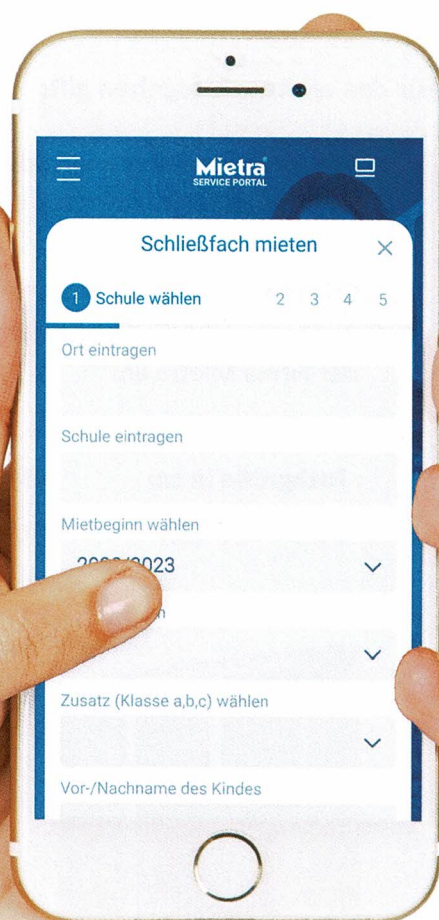 Mietra
SERVICE PORTAL
Schließfach mieten
1 Schule wählen 2 3 4 5
Ort eintragen
Schule eintragen
Mietbeginn wählen
Zusatz (Klasse a,b,c) wählen
Vor-/Nachname des Kindes